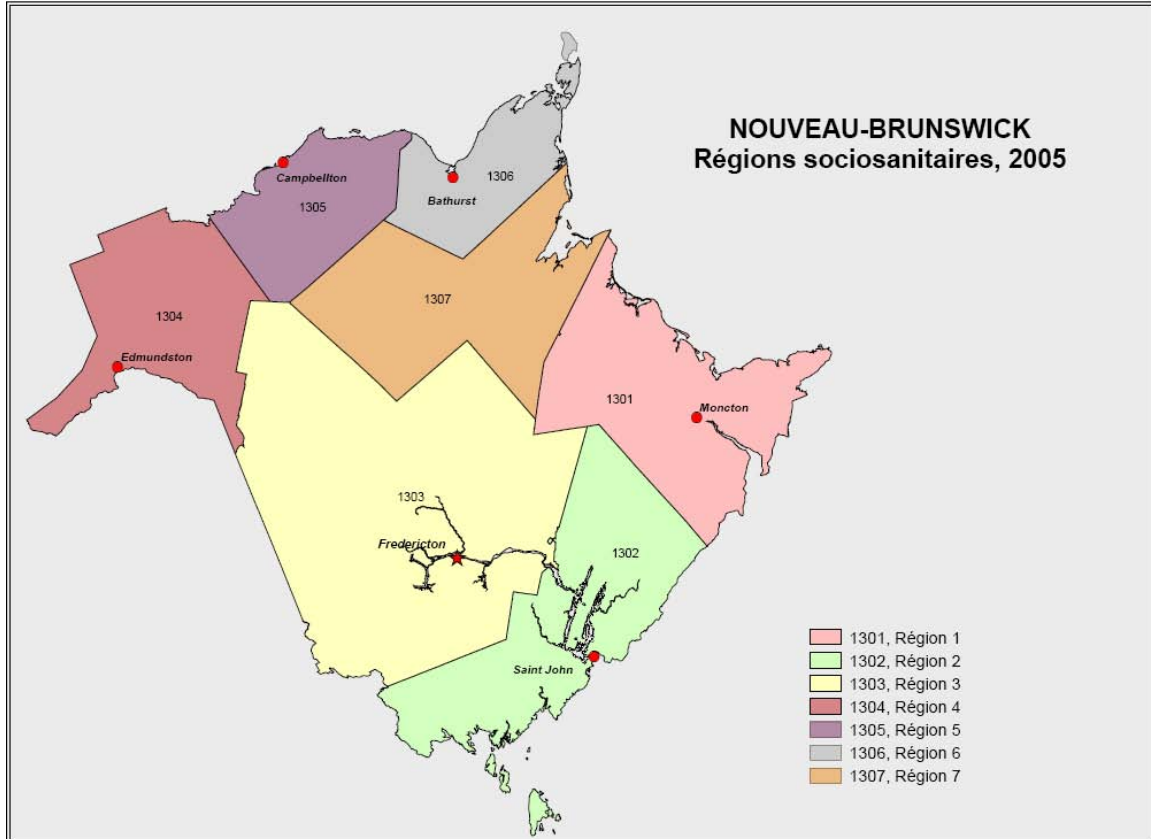 NOUVEAU-BRUNSWICK
Régions sociosanitaires, 2005
Campbellton
1305
Bathurst
1306
1307
1304
Edmundston
1301
Moncton
1303
Fredericton
1302
Saint John
1301, Région 1
1302, Région 2
1303, Région 3
1304, Région 4
1305, Région 5
1306, Région 6
1307, Région 7